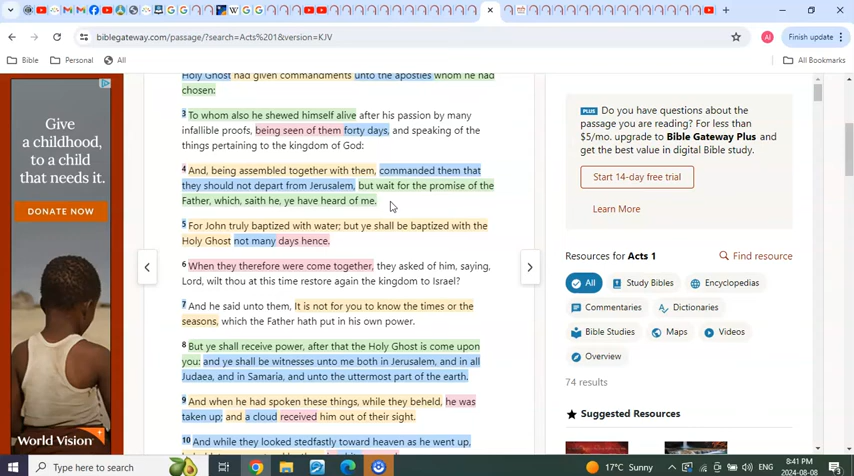 biblegateway.com/passage/?search=Acts%201&version=KJV
Finish update
Bible
Personal
All
All Bookmarks
Give
a childhood,
to a child
that needs it.
DONATE NOW
World Vision
Holy Ghost had given commandments unto the apostles whom he had
chosen:
3 To whom also he shewed himself alive after his passion by many
infallible proofs, being seen of them forty days, and speaking of the
things pertaining to the kingdom of God:
4 And, being assembled together with them, commanded them that
they should not depart from Jerusalem, but wait for the promise of the
Father, which, saith he, ye have heard of me.
5 For John truly baptized with water; but ye shall be baptized with the
Holy Ghost not many days hence.
6 When they therefore were come together, they asked of him, saying,
Lord, wilt thou at this time restore again the kingdom to Israel?
7 And he said unto them, It is not for you to know the times or the
seasons, which the Father hath put in his own power.
8 But ye shall receive power, after that the Holy Ghost is come upon
you: and ye shall be witnesses unto me both in Jerusalem, and in all
Judaea, and in Samaria, and unto the uttermost part of the earth.
9 And when he had spoken these things, while they beheld, he was
taken up; and a cloud received him out of their sight.
10 And while they looked stedfastly toward heaven as he went up,
PLUS Do you have questions about the
passage you are reading? For less than
$5/mo. upgrade to Bible Gateway Plus and
get the best value in digital Bible study.
Start 14-day free trial
Learn More
Resources for Acts 1
Find resource
All
Study Bibles
Encyclopedias
Commentaries
Dictionaries
Bible Studies
Maps
Videos
Overview
74 results
Suggested Resources
Type here to search
17°C Sunny
8:41 PM
2024-08-08